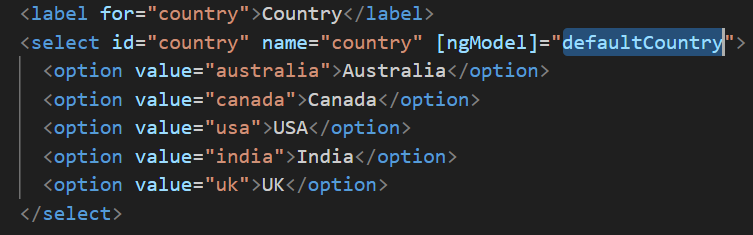 <label for="country">Country</label>
<select id="country" name="country" [ngModel]="defaultCountry">
<option value="australia">Australia</option>
<option value="canada">Canada</option>
<option value="usa">USA</option>
<option value="india">India</option>
<option value="uk">UK</option>
</select>